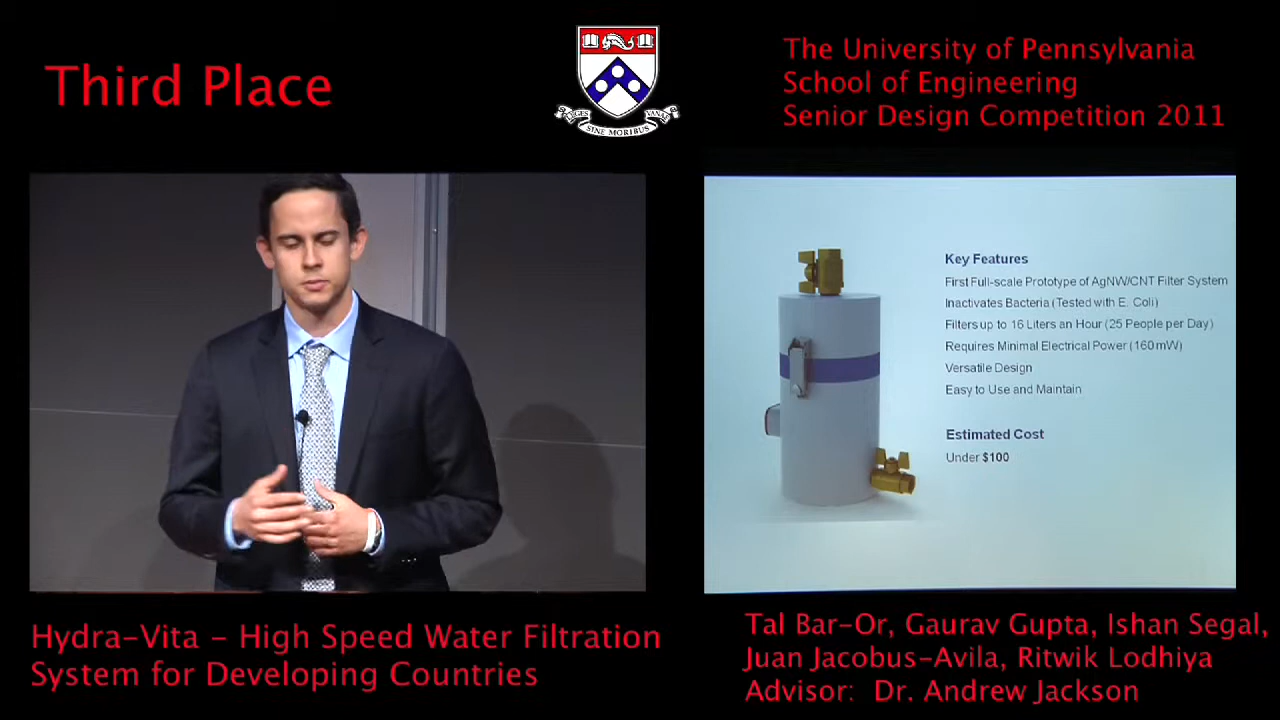 Third Place
LEGES
VANAE
SINE MORIBUS
The University of Pennsylvania
School of Engineering
Senior Design Competition 2011
Key Features
First Full-scale Prototype of AgNW/CNT Filter System
Inactivates Bacteria (Tested with E. Coli)
Filters up to 16 Liters an Hour (25 People per Day)
Requires Minimal Electrical Power (160 mW)
Versatile Design
Easy to Use and Maintain
Estimated Cost
Under $100
Hydra-Vita - High Speed Water Filtration
System for Developing Countries
Tal Bar-Or, Gaurav Gupta, Ishan Segal,
Juan Jacobus-Avila, Ritwik Lodhiya
Advisor: Dr. Andrew Jackson